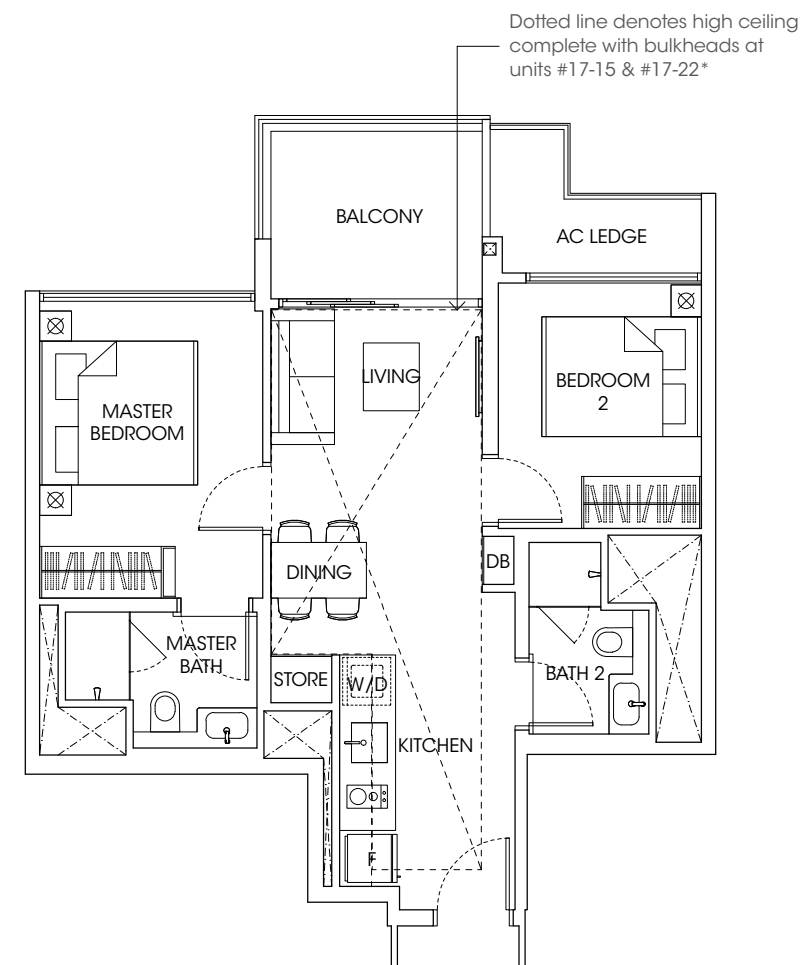 Dotted line denotes high ceiling
complete with bulkheads at
units #17-15 & #17-22*
BALCONY
AC LEDGE
LIVING
BEDROOM
2
MASTER
BEDROOM
DB
DINING
MASTER
BATH
STORE
W/D
BATH 2
KITCHEN
F